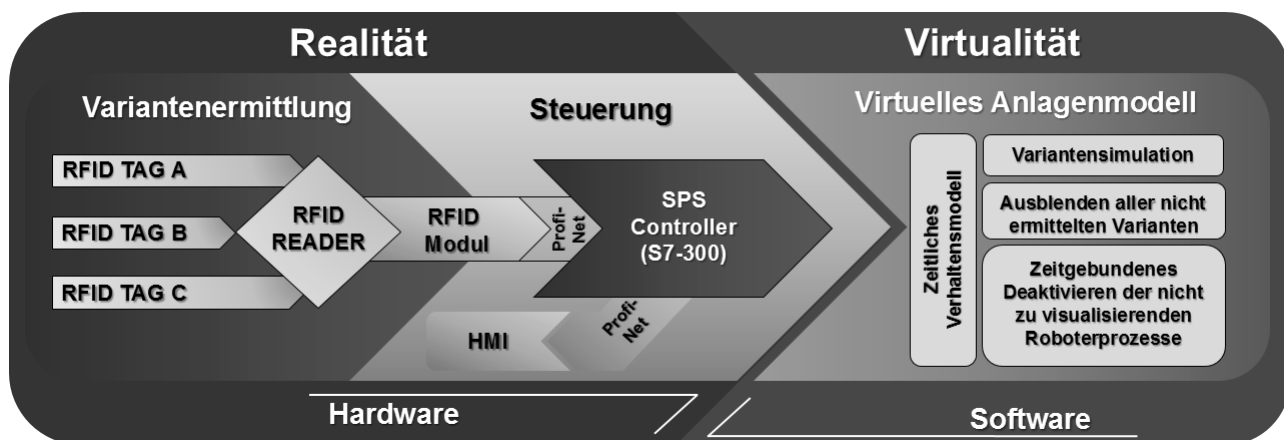 Realität
Virtualität
Variantenermittlung
Steuerung
Virtuelles Anlagenmodell
RFID TAG A
RFID TAG B
RFID TAG C
RFID
READER
RFID
Modul
Profi-
Net
SPS
Controller
(S7-300)
HMI
Profi-
Net
Zeitliches
Verhaltensmodell
Variantensimulation
Ausblenden aller nicht
ermittelten Varianten
Zeitgebundenes
Deaktivieren der nicht
zu visualisierenden
Roboterprozesse
Hardware
Software